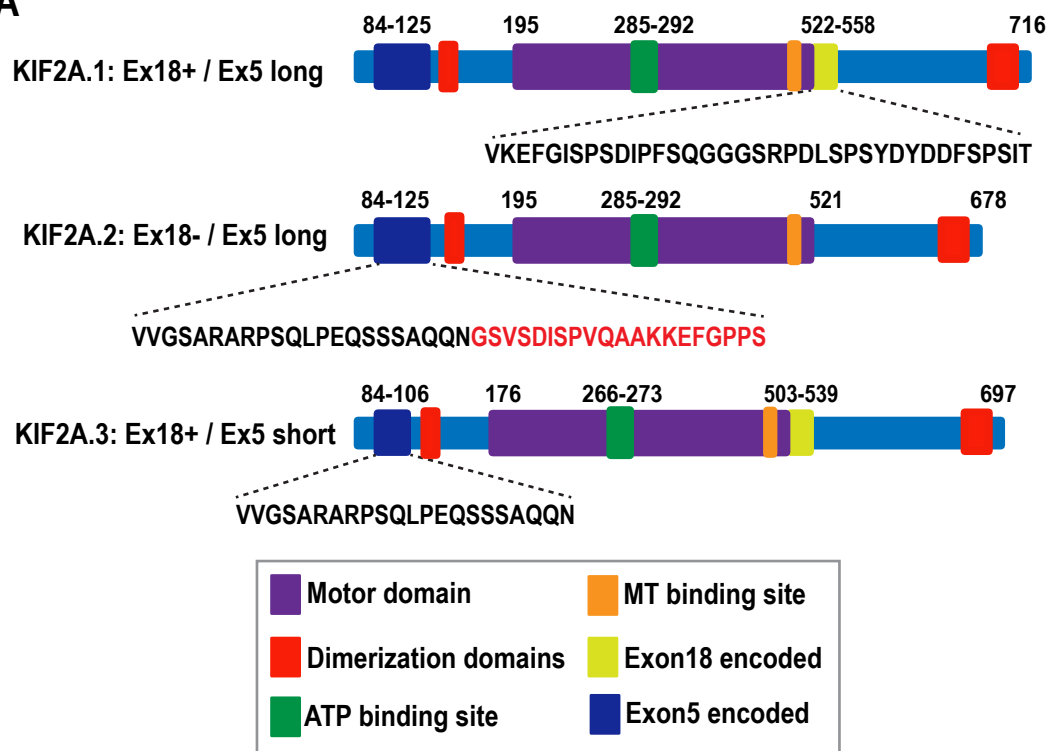 A
84-125 195 285-292 522-558 716
KIF2A.1: Ex18+ / Ex5 long
VKEFGISPSDIPFSQGGGSRPDLSPSYDYDDFSPSIT
84-125 195 285-292 521 678
KIF2A.2: Ex18- / Ex5 long
VVGSARARPSQLPEQSSSAQQNGSVSDISPVQAAKKEFGPPS
84-106 176 266-273 503-539 697
KIF2A.3: Ex18+ / Ex5 short
VVGSARARPSQLPEQSSSAQQN
Motor domain MT binding site
Dimerization domains Exon18 encoded
ATP binding site Exon5 encoded